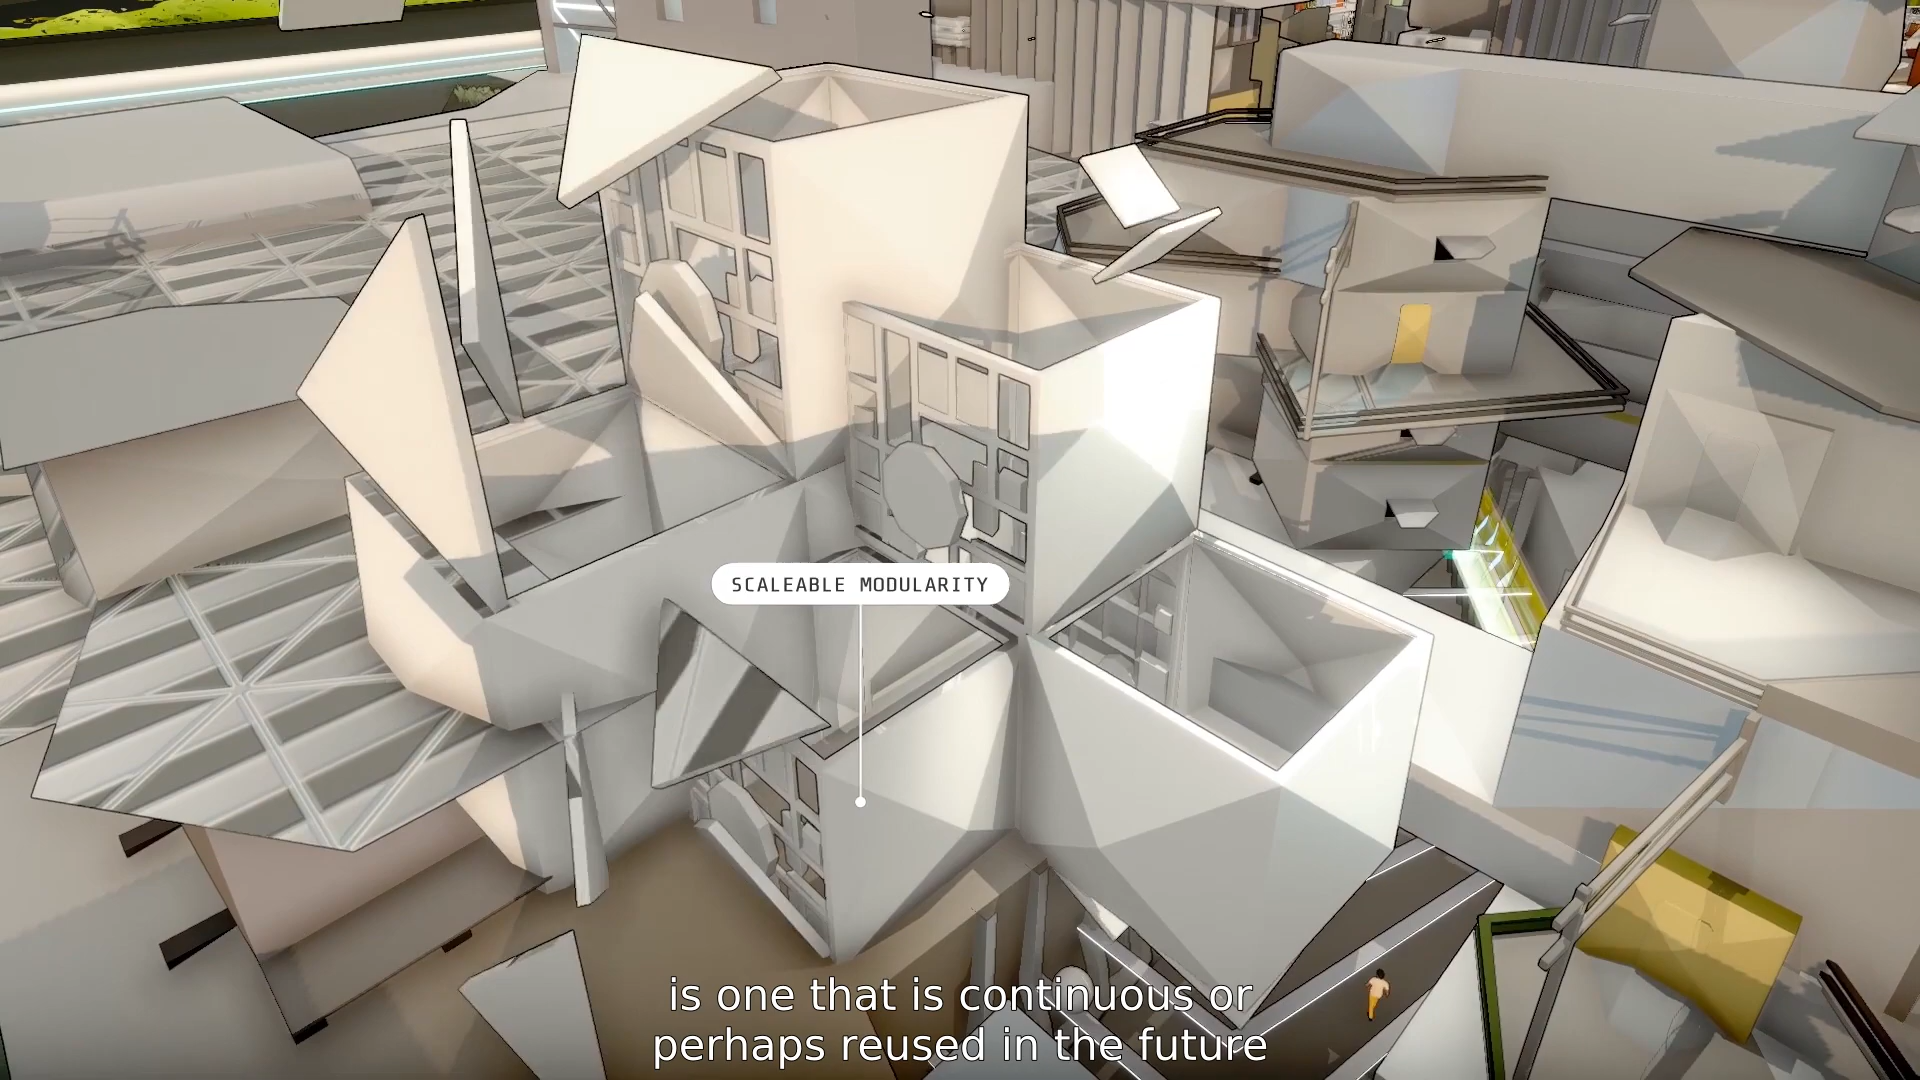 SCALEABLE MODULARITY
is one that is continuous or
perhaps reused in the future